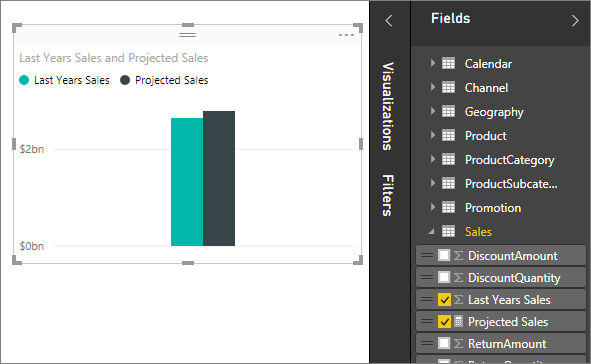 Last Years Sales and Projected Sales
Last Years Sales Projected Sales
$2bn
$0bn
Visualizations
Filters
Fields
Calendar
Channel
Geography
Product
ProductCategory
ProductSubcate...
Promotion
Sales
DiscountAmount
DiscountQuantity
Last Years Sales
Projected Sales
ReturnAmount